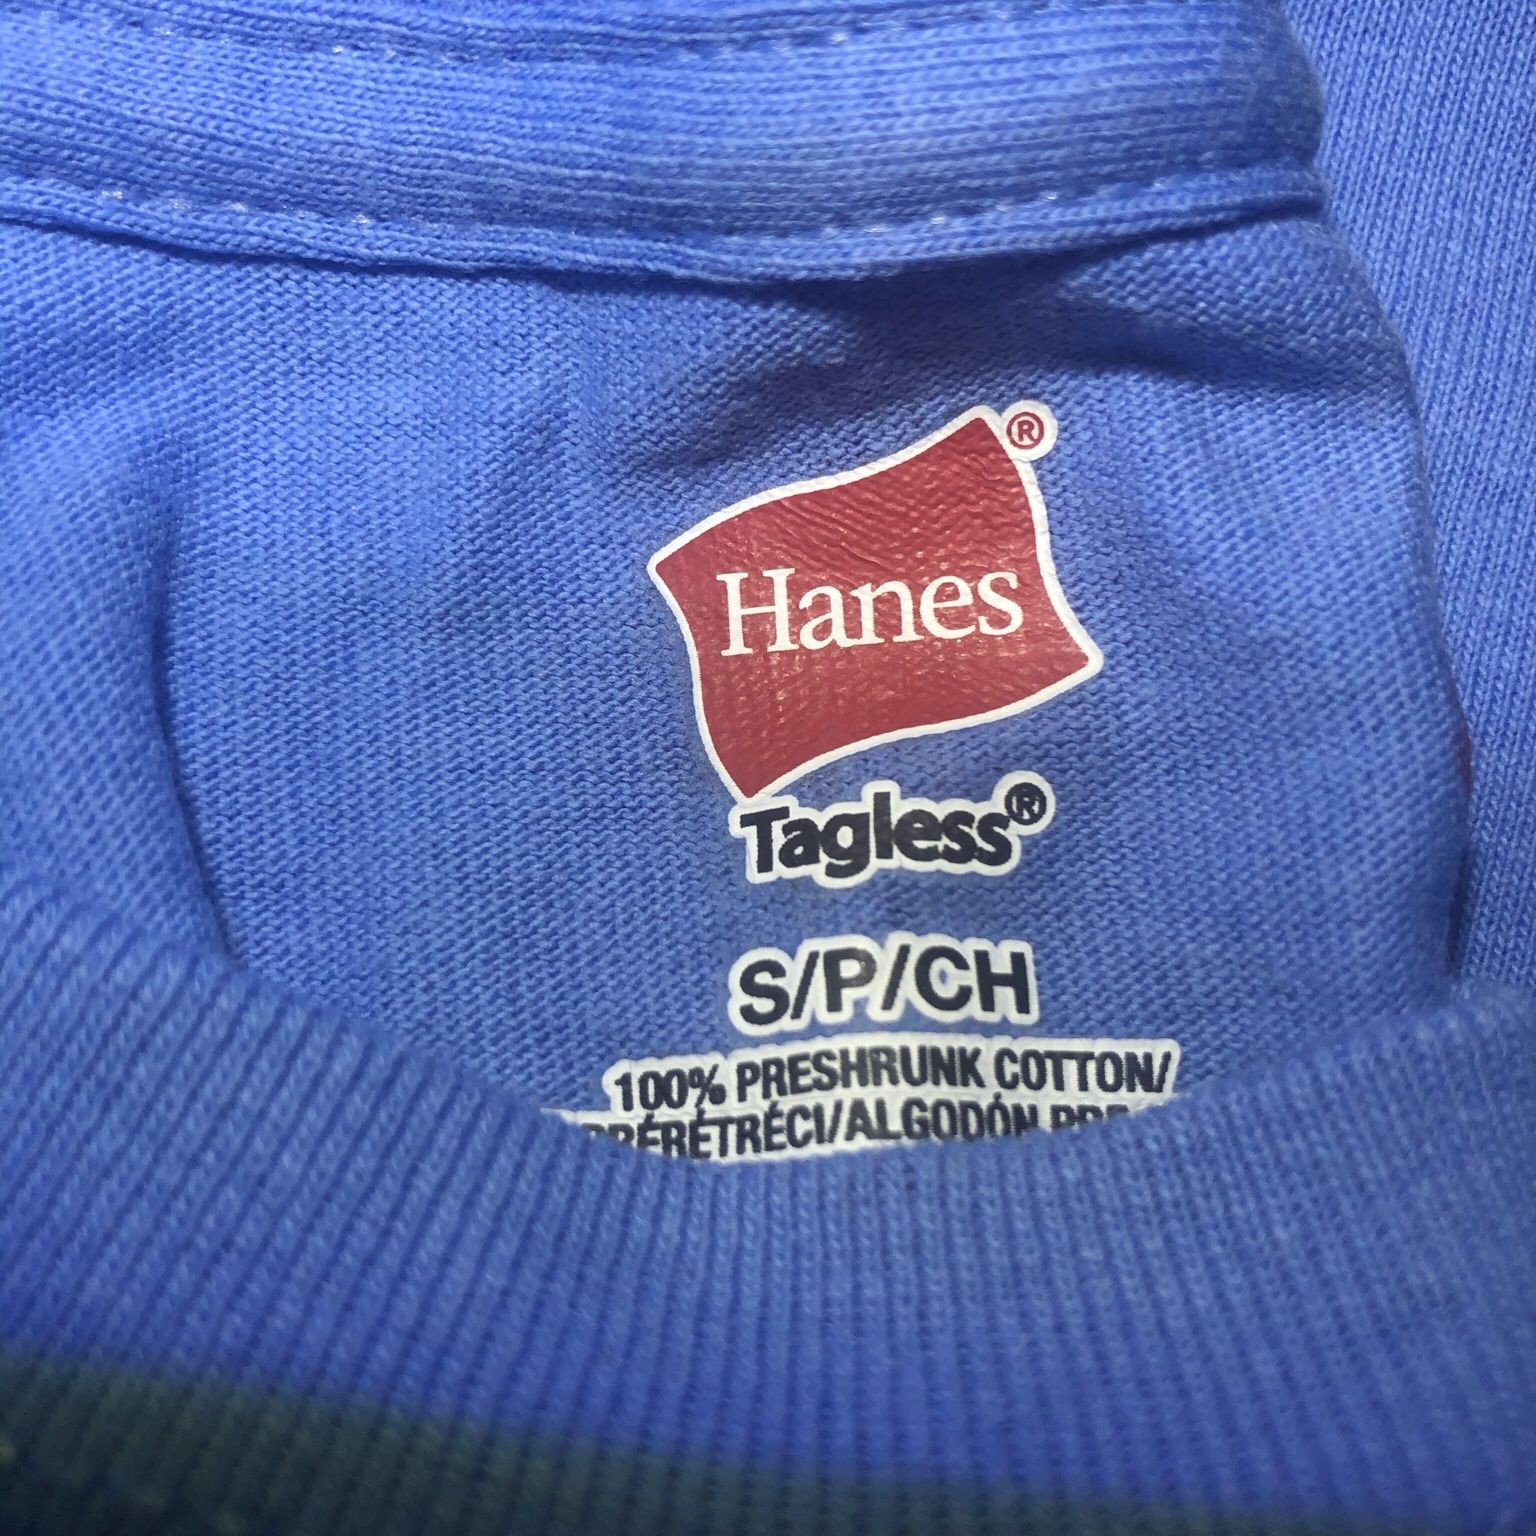 ®
Hanes
Tagless®
S/P/CH
100% PRESHRUNK COTTON/
PRÉRÉTRÉCI/ALGODÓN